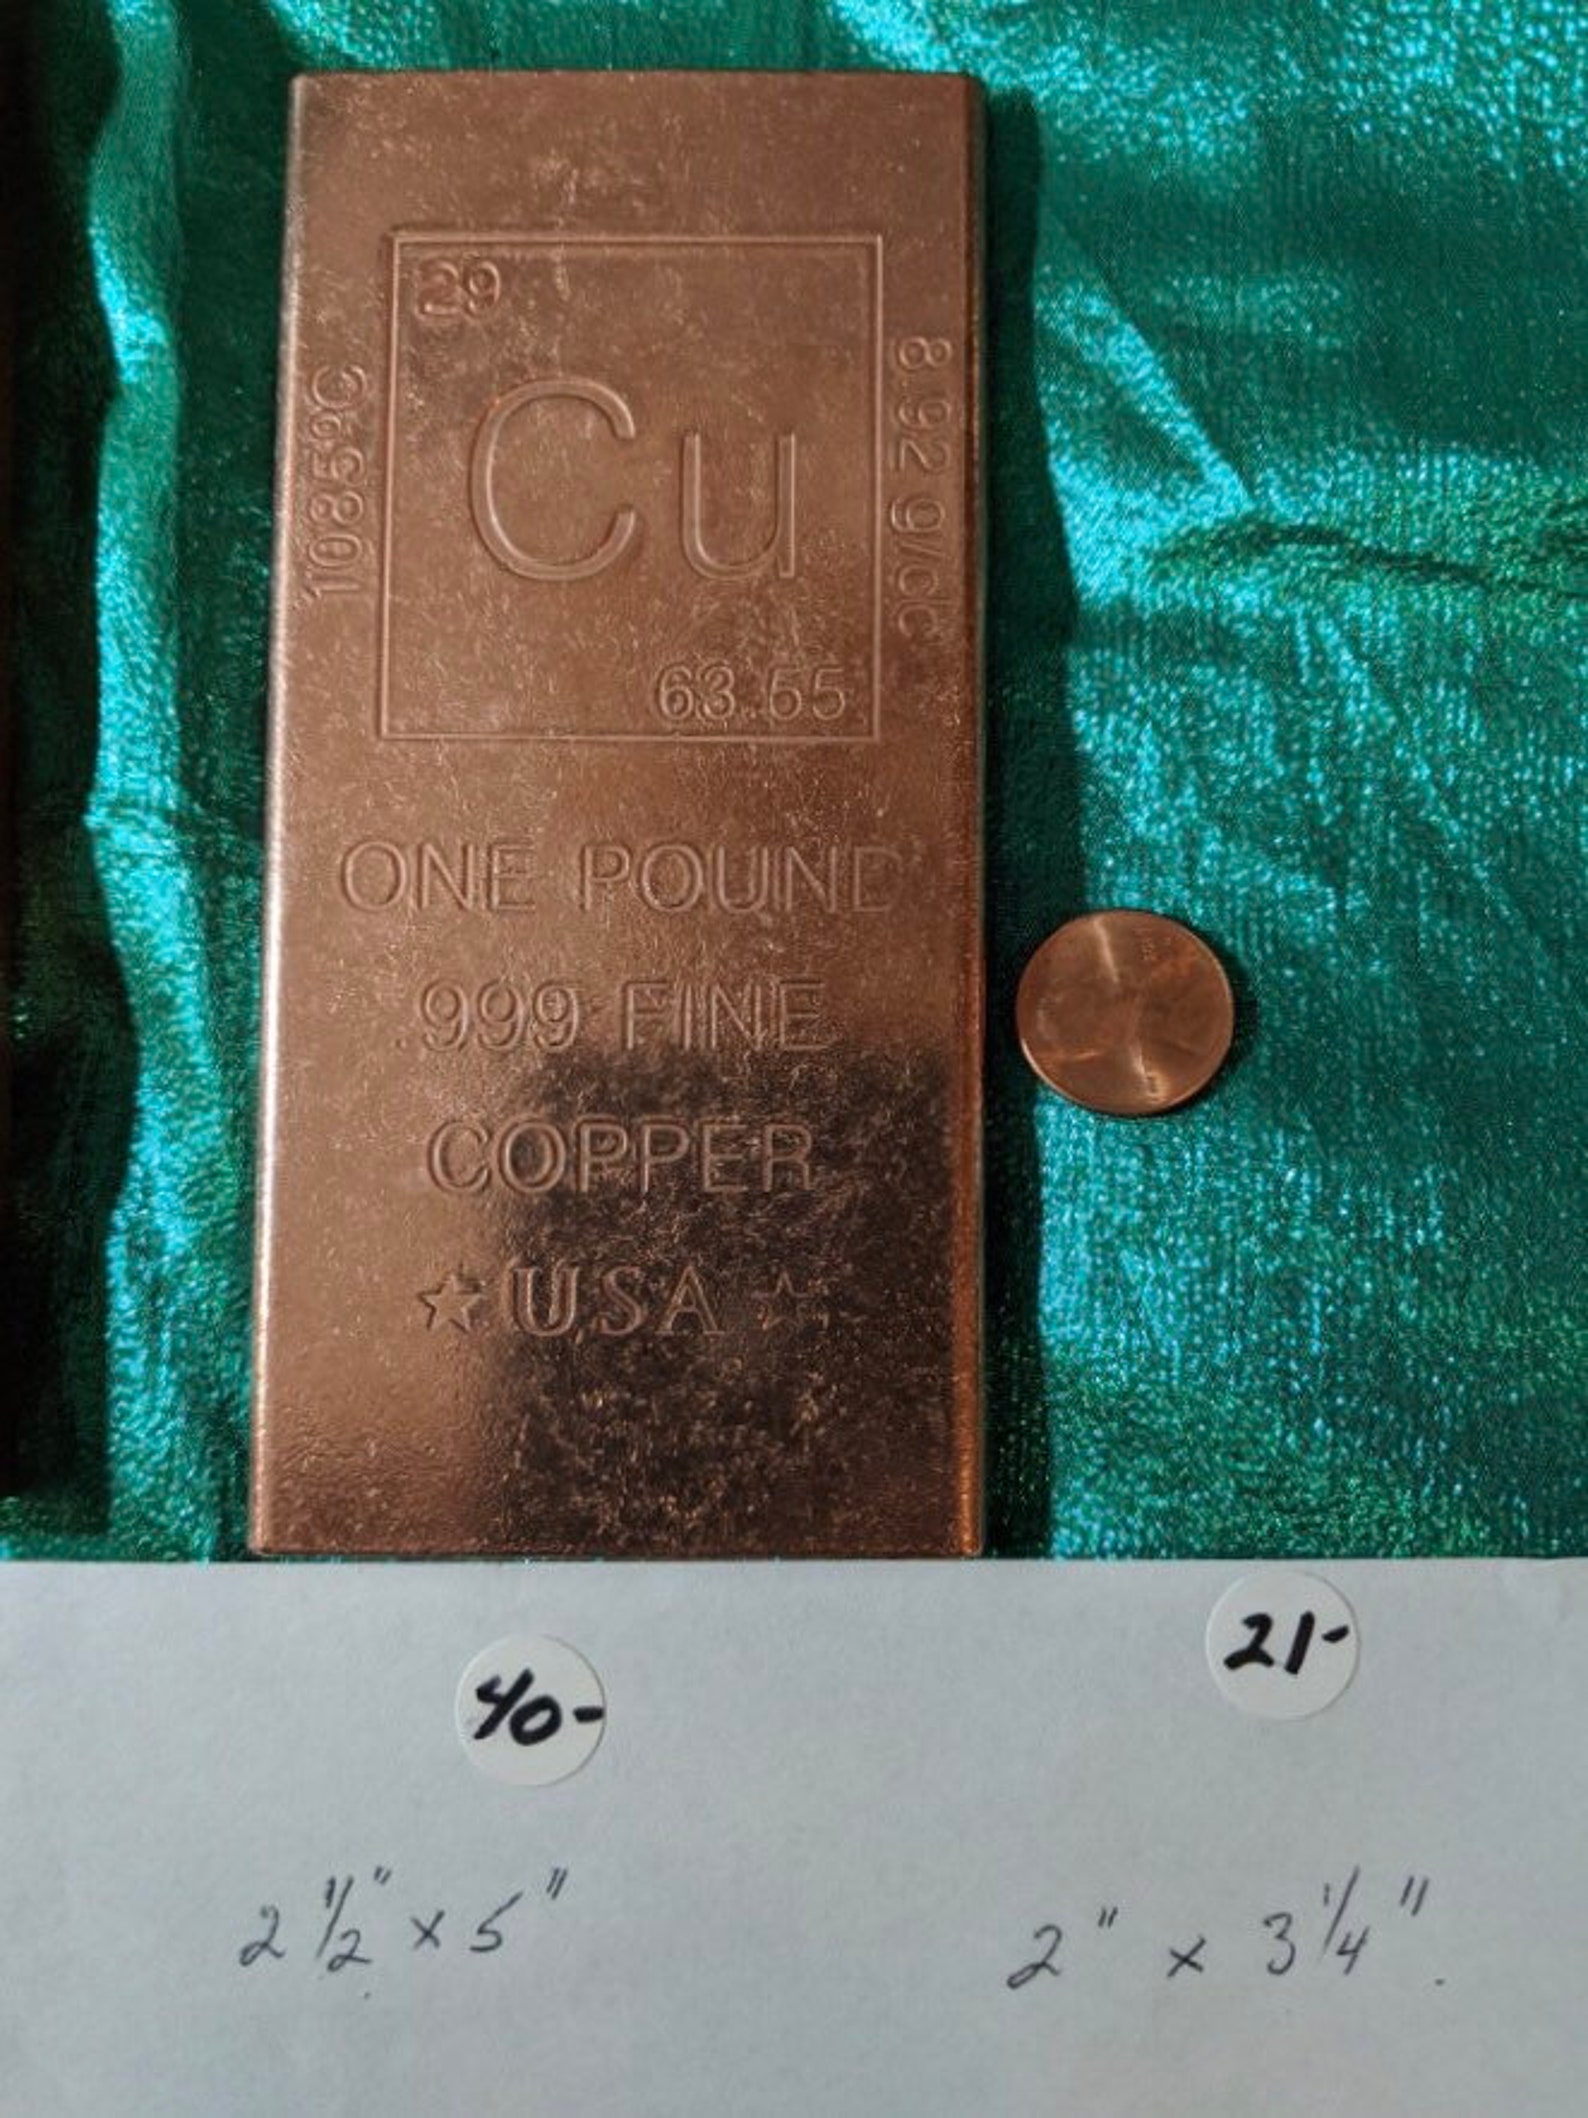 29
1085°C
Cu
8.92 g/cc
63.55
ONE POUND
.999 FINE
COPPER
☆ USA ☆
40-
21-
2 1/2" x 5"
2" x 3 1/4".